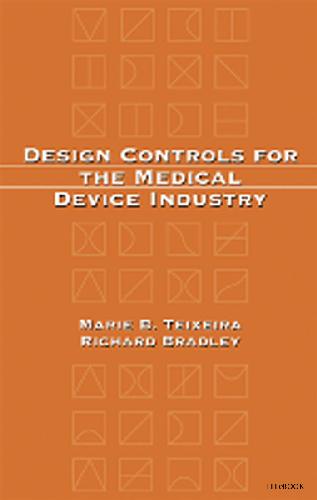 Design Controls for
the Medical
Device Industry
Marie B. Teixeira
Richard Bradley